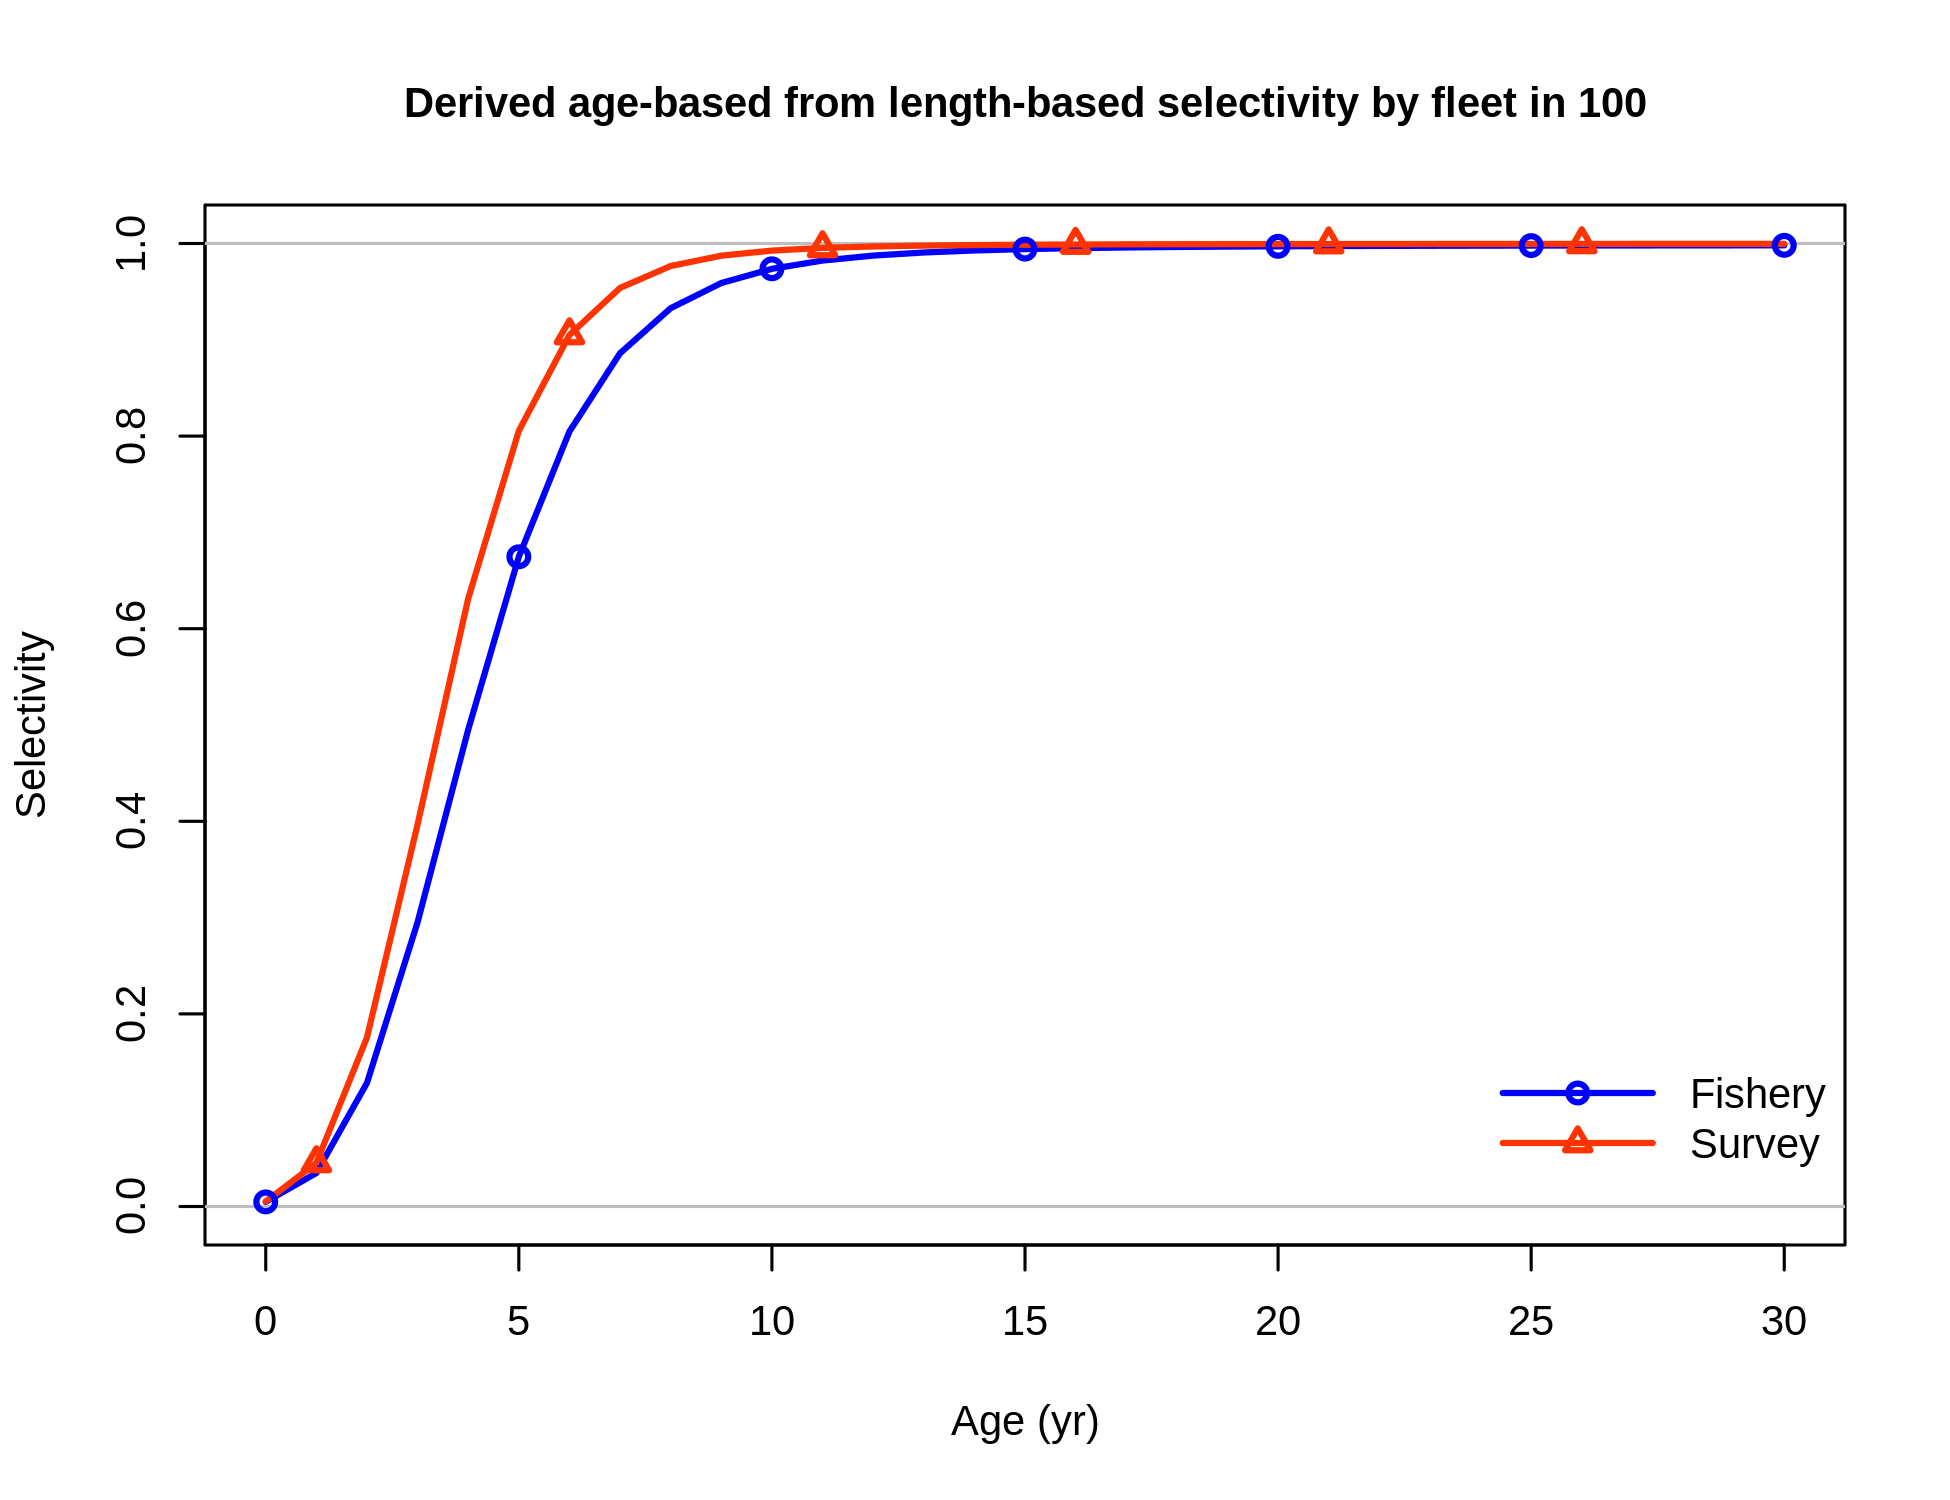 Derived age-based from length-based selectivity by fleet in 100
Selectivity
1.0
0.8
0.6
0.4
0.2
0.0
Fishery
Survey
0 5 10 15 20 25 30
Age (yr)